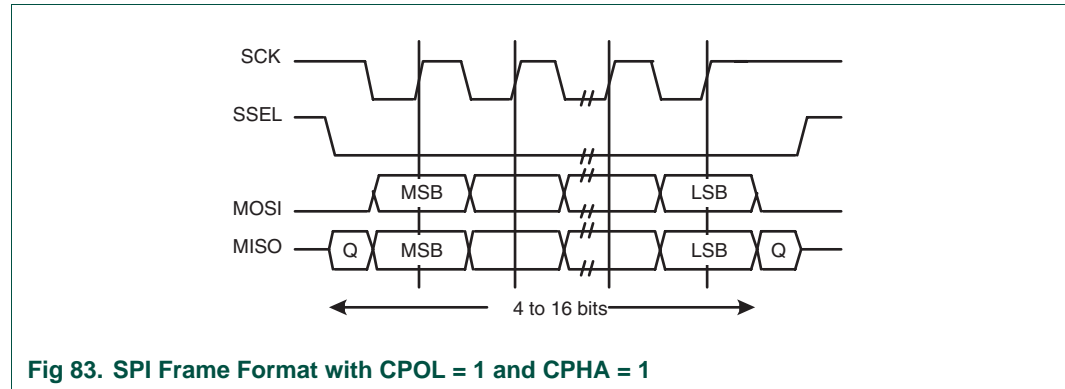 SCK
SSEL
MOSI MSB LSB
MISO Q MSB LSB Q
4 to 16 bits
Fig 83. SPI Frame Format with CPOL = 1 and CPHA = 1